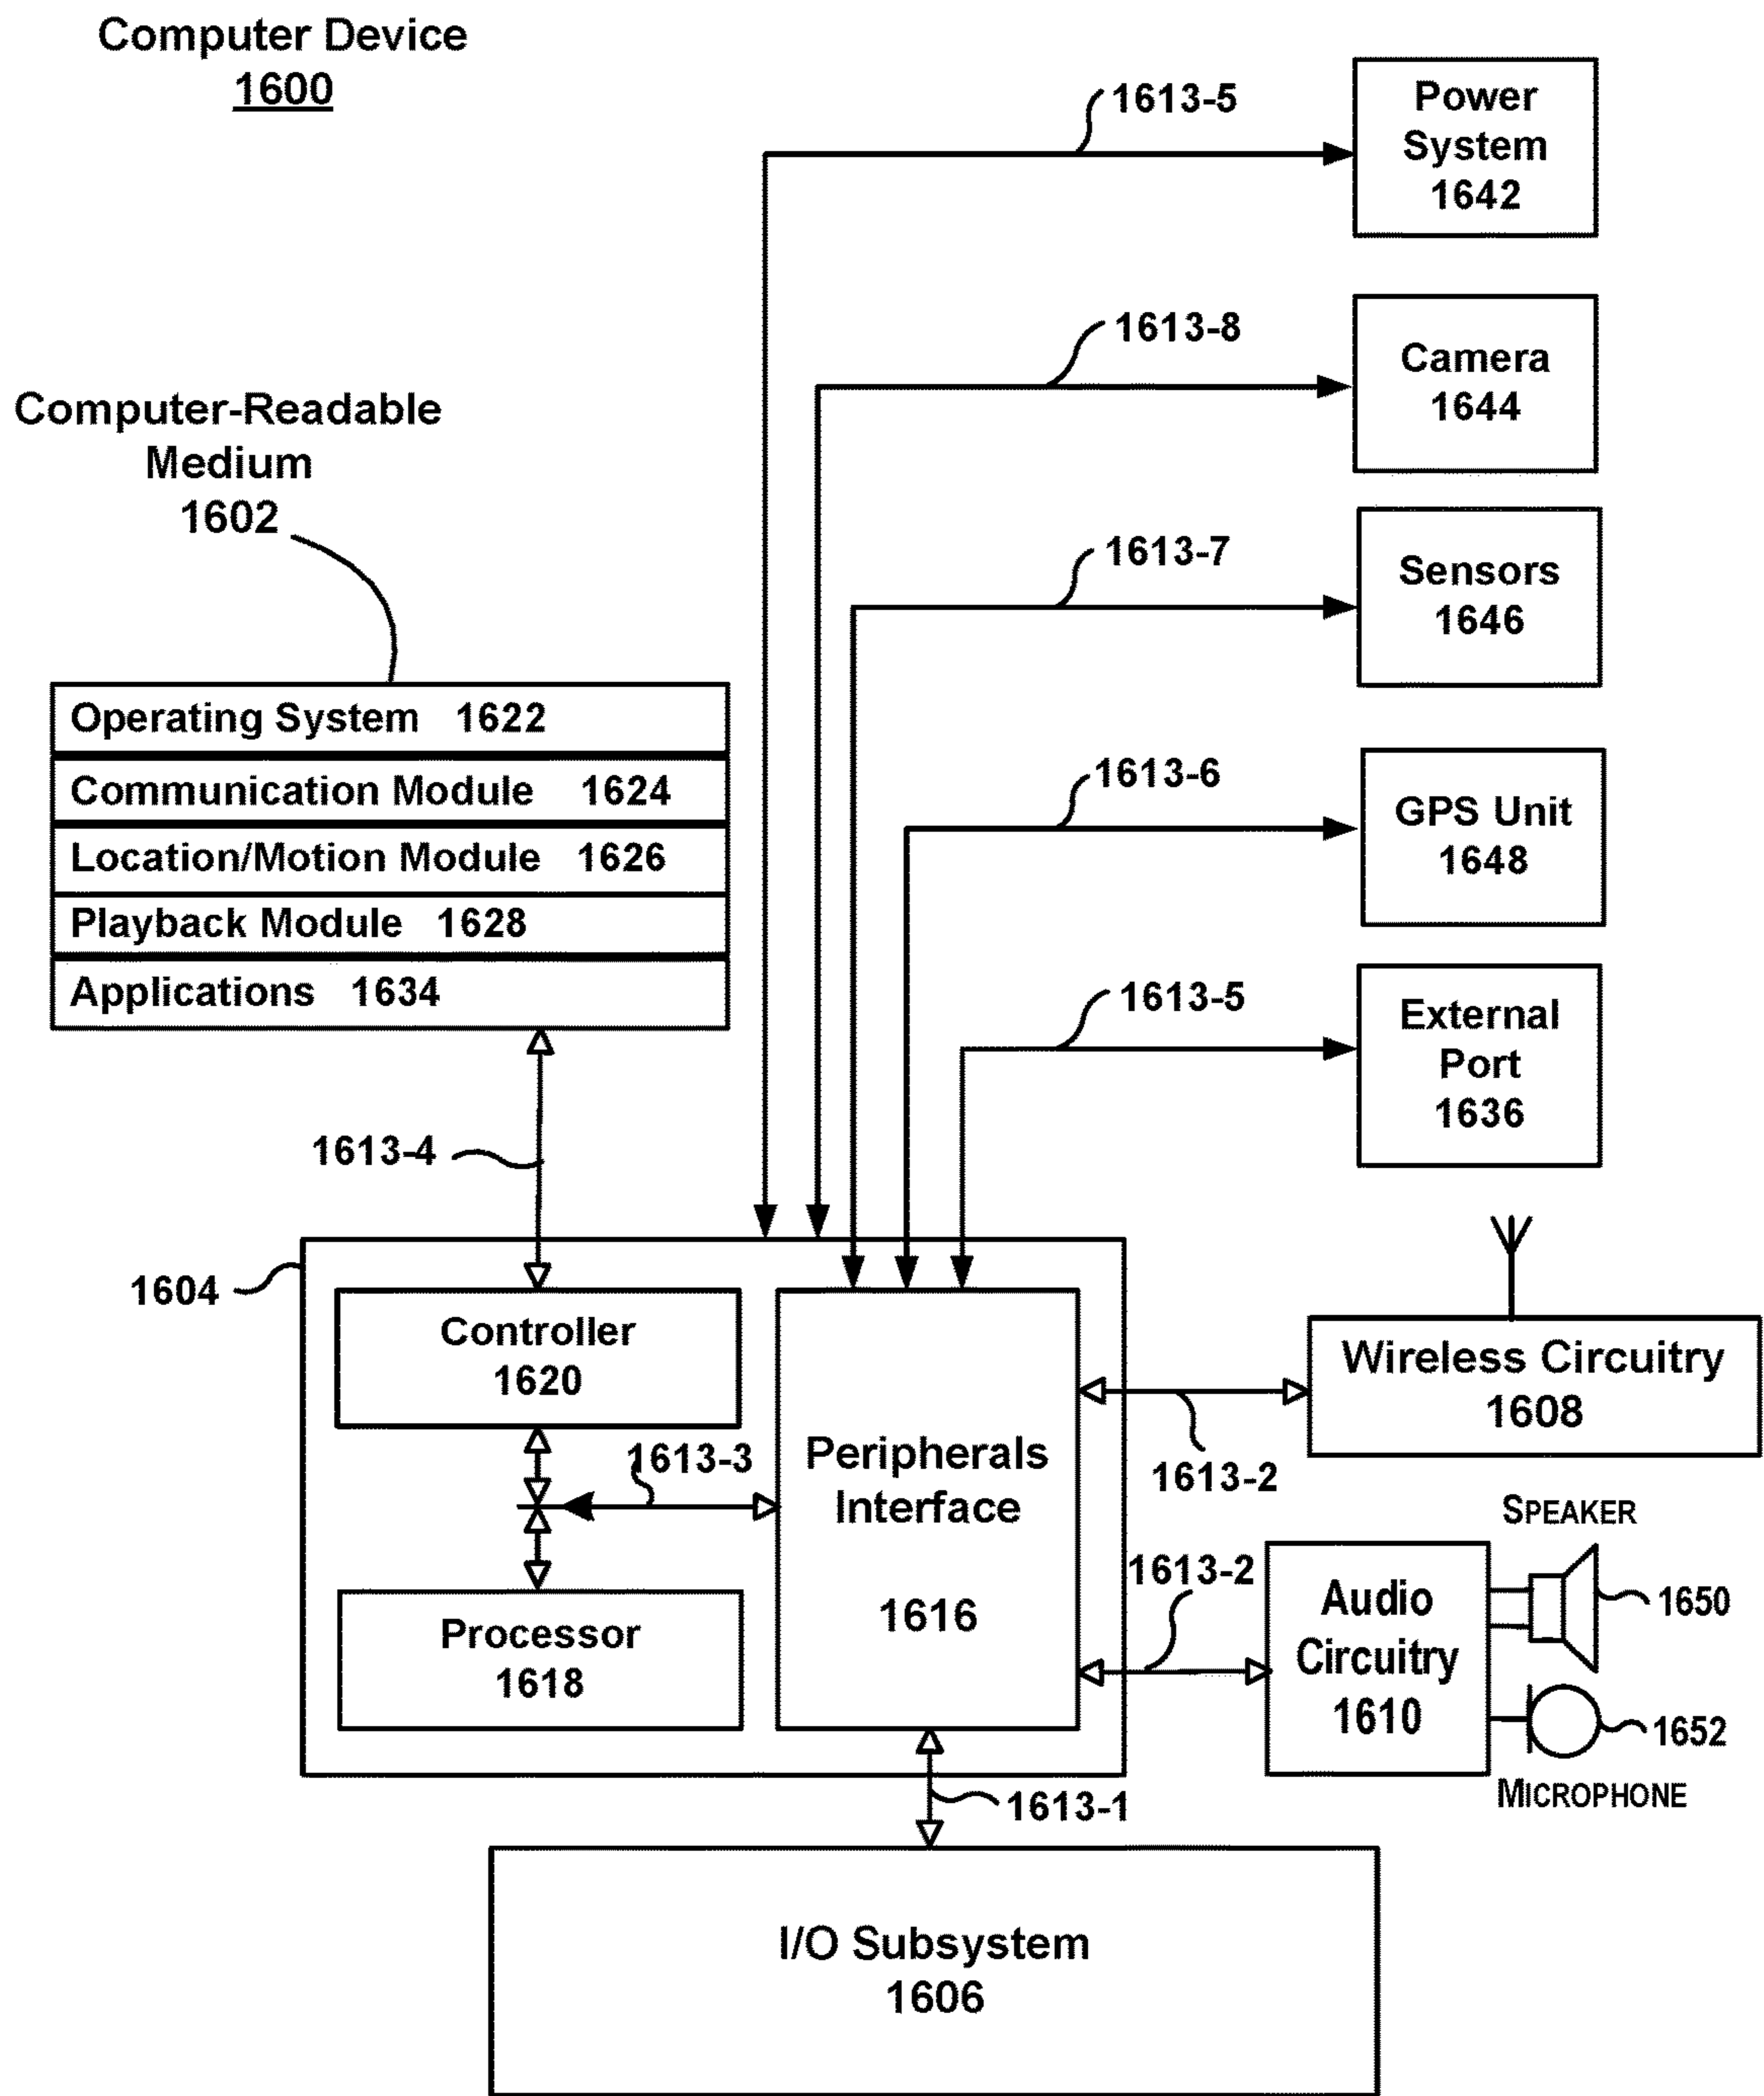 Computer Device
1600
1613-5
Power
System
1642
1613-8
Camera
1644
Computer-Readable
Medium
1602
1613-7
Sensors
1646
Operating System 1622
Communication Module 1624
Location/Motion Module 1626
Playback Module 1628
Applications 1634
1613-6
GPS Unit
1648
1613-5
External
Port
1636
1613-4
1604
Controller
1620
1613-3
Processor
1618
Peripherals
Interface
1616
Wireless Circuitry
1608
1613-2
SPEAKER
1613-2
Audio
Circuitry
1610
1650
1652
MICROPHONE
1613-1
I/O Subsystem
1606